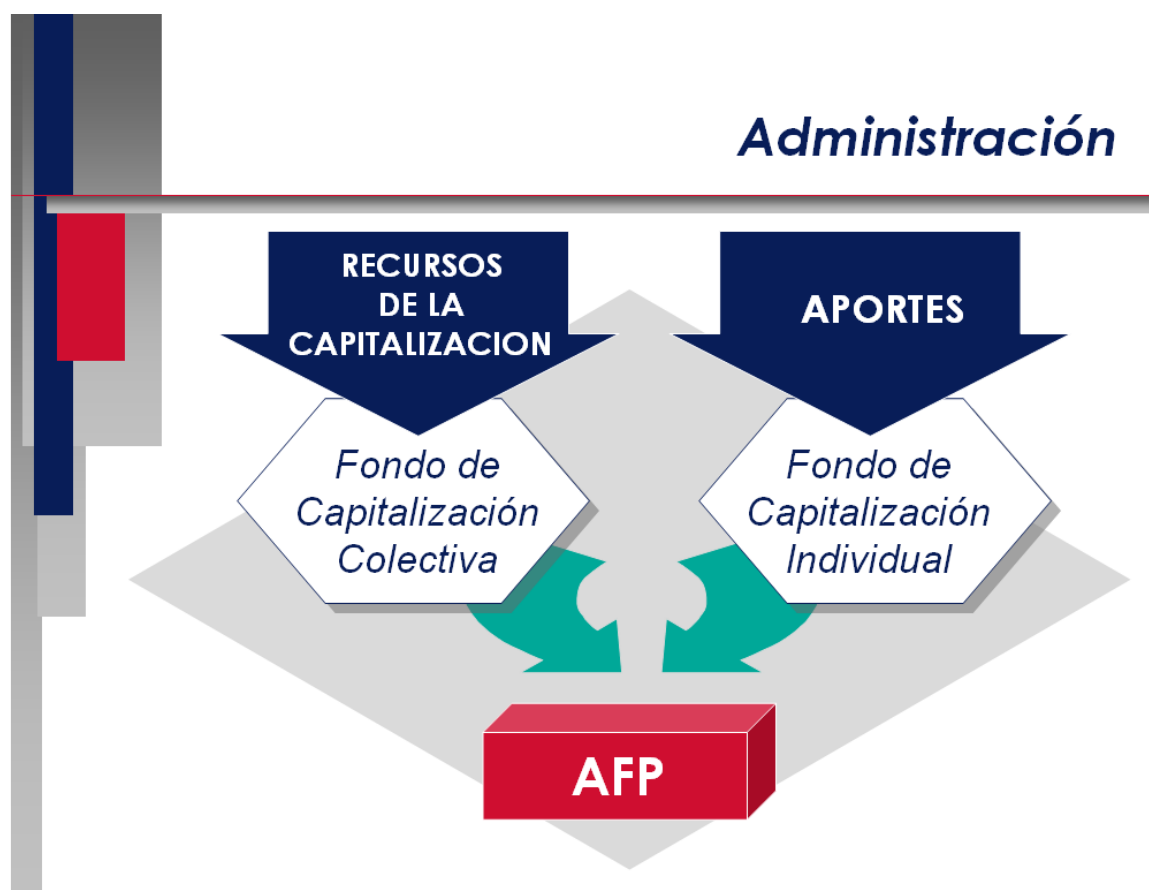 Administración
RECURSOS
DE LA
CAPITALIZACION
APORTES
Fondo de
Capitalización
Colectiva
Fondo de
Capitalización
Individual
AFP